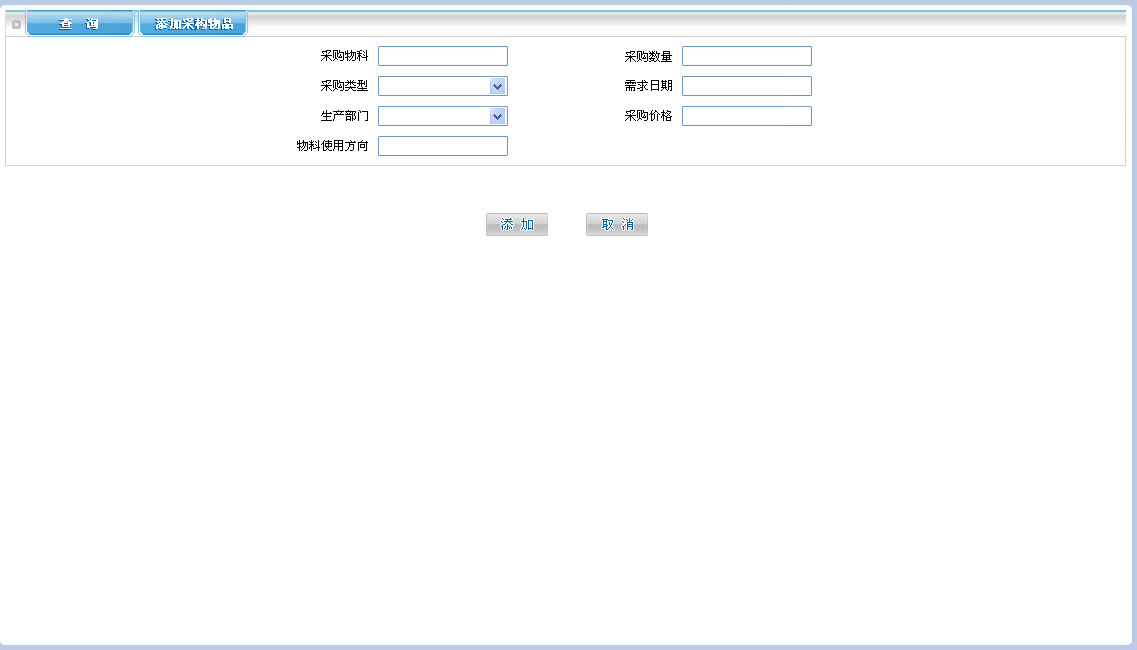 查 询 添加采购物品
采购物科 采购数量
采购类型 需求日期
生产部门 采购价格
物料使用方向
添 加 取 消